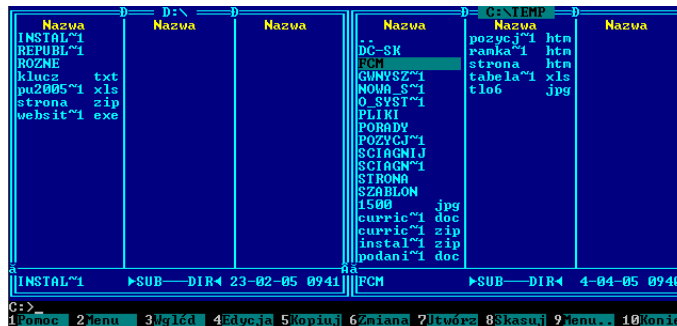 D:\
Nazwa Nazwa Nazwa
INSTAL~1
REPUBL~1
ROZNE
klucz txt
pu2005~1 xls
strona zip
websit~1 exe
INSTAL~1 ►SUB──DIR◄ 23-02-05 0941
C:\TEMP
Nazwa Nazwa Nazwa
..
DC-SK
FCM
GWNYSZ~1
NOWA_S~1
O_SYST~1
PLIKI
PORADY
POZYCJ~1
SCIAGNIJ
SCIAGN~1
STRONA
SZABLON
1500 jpg
curric~1 doc
curric~1 zip
instal~1 zip
podani~1 doc
pozycj~1 htm
ramka~1 htm
strona htm
tabela~1 xls
tlo6 jpg
FCM ►SUB──DIR◄ 4-04-05 0940
C:>_
1Pomoc 2Menu 3Wglćd 4Edycja 5Kopiuj 6Zmiana 7Utwórz 8Skasuj 9Menu.. 10Konie